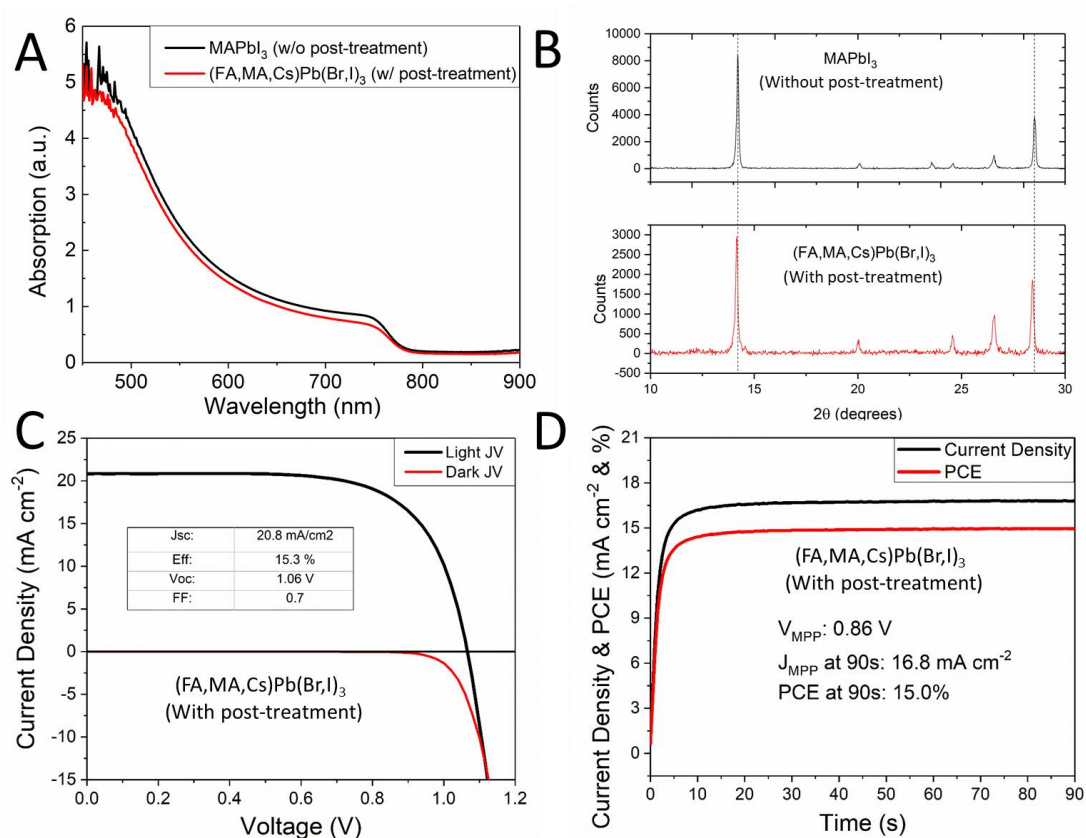 A
MAPbI₃ (w/o post-treatment)
(FA,MA,Cs)Pb(Br,I)₃ (w/ post-treatment)
Absorption (a.u.)
6
5
4
3
2
1
0
450 500 550 600 650 700 750 800 850 900
Wavelength (nm)
B
MAPbI₃
(Without post-treatment)
Counts
10000
8000
6000
4000
2000
0
(FA,MA,Cs)Pb(Br,I)₃
(With post-treatment)
Counts
3000
2500
2000
1500
1000
500
0
-500
10 15 20 25 30
2θ (degrees)
C
Light JV
Dark JV
Current Density (mA cm⁻²)
25
20
15
10
5
0
-5
-10
-15
Jsc: 20.8 mA/cm2
Eff: 15.3 %
Voc: 1.06 V
FF: 0.7
(FA,MA,Cs)Pb(Br,I)₃
(With post-treatment)
0.0 0.2 0.4 0.6 0.8 1.0 1.2
Voltage (V)
D
Current Density
PCE
Current Density & PCE (mA cm⁻² & %)
21
18
15
12
9
6
3
0
(FA,MA,Cs)Pb(Br,I)₃
(With post-treatment)
V_MPP: 0.86 V
J_MPP at 90s: 16.8 mA cm⁻²
PCE at 90s: 15.0%
0 10 20 30 40 50 60 70 80 90
Time (s)